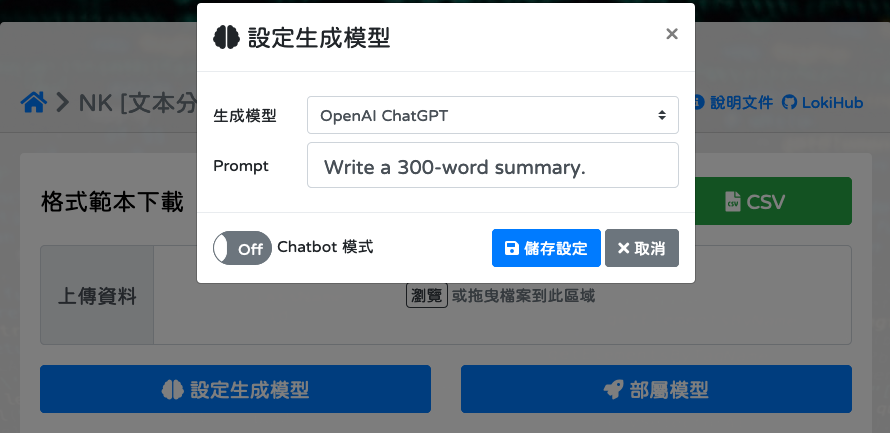 設定生成模型
×
NK [文本分
說明文件
LokiHub
生成模型
OpenAI ChatGPT
Prompt
Write a 300-word summary.
格式範本下載
CSV
Off
Chatbot 模式
儲存設定
取消
上傳資料
瀏覽 或拖曳檔案到此區域
設定生成模型
部屬模型